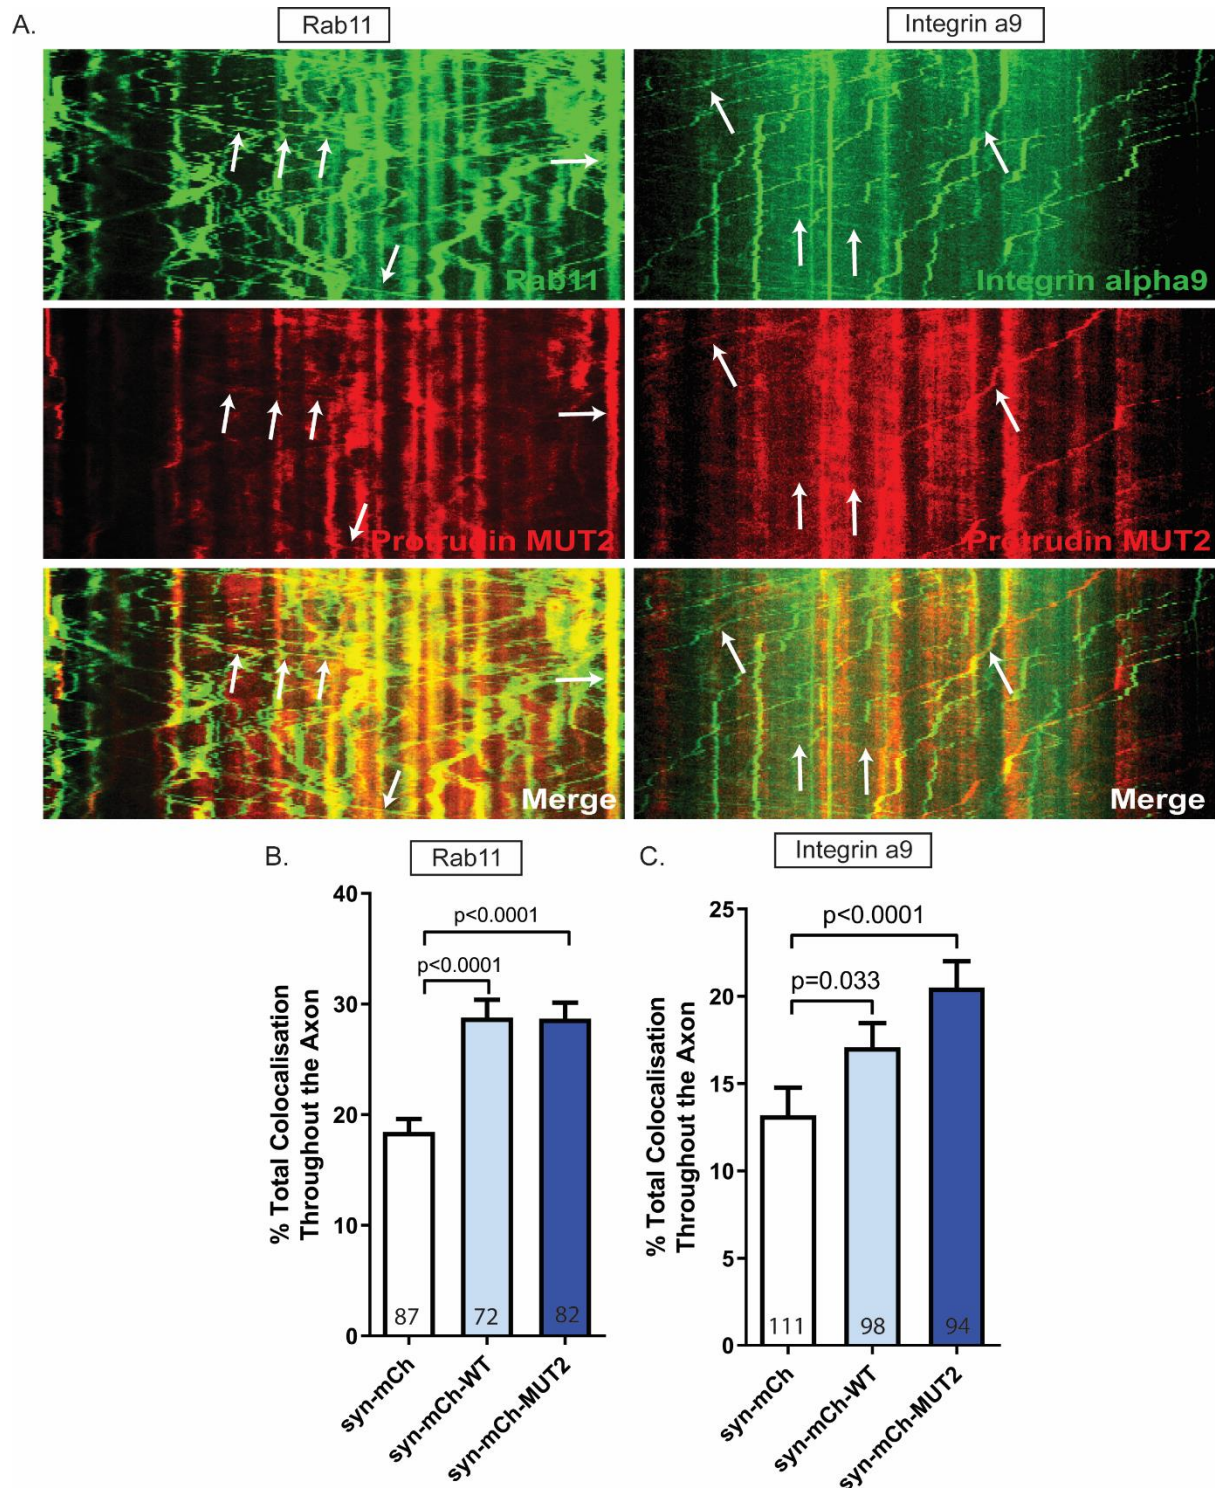 A.
Rab11
Integrin a9
Rab11
Integrin alpha9
Protrudin MUT2
Protrudin MUT2
Merge
Merge
B.
Rab11
% Total Colocalisation
Throughout the Axon
40
30
20
10
0
p<0.0001
p<0.0001
87
72
82
syn-mCh
syn-mCh-WT
syn-mCh-MUT2
C.
Integrin a9
% Total Colocalisation
Throughout the Axon
25
20
15
10
5
0
p<0.0001
p=0.033
111
98
94
syn-mCh
syn-mCh-WT
syn-mCh-MUT2